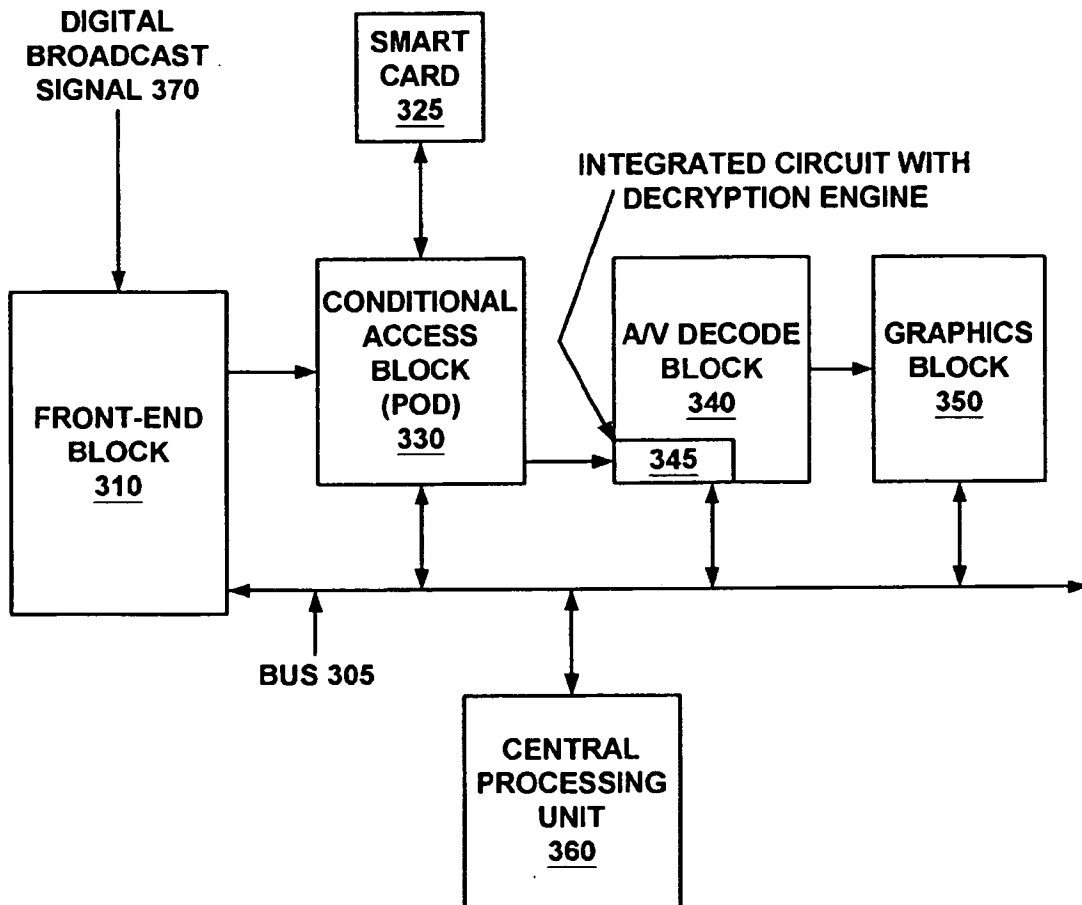 DIGITAL
BROADCAST
SIGNAL 370
SMART
CARD
325
INTEGRATED CIRCUIT WITH
DECRYPTION ENGINE
FRONT-END
BLOCK
310
CONDITIONAL
ACCESS
BLOCK
(POD)
330
A/V DECODE
BLOCK
340
345
GRAPHICS
BLOCK
350
BUS 305
CENTRAL
PROCESSING
UNIT
360